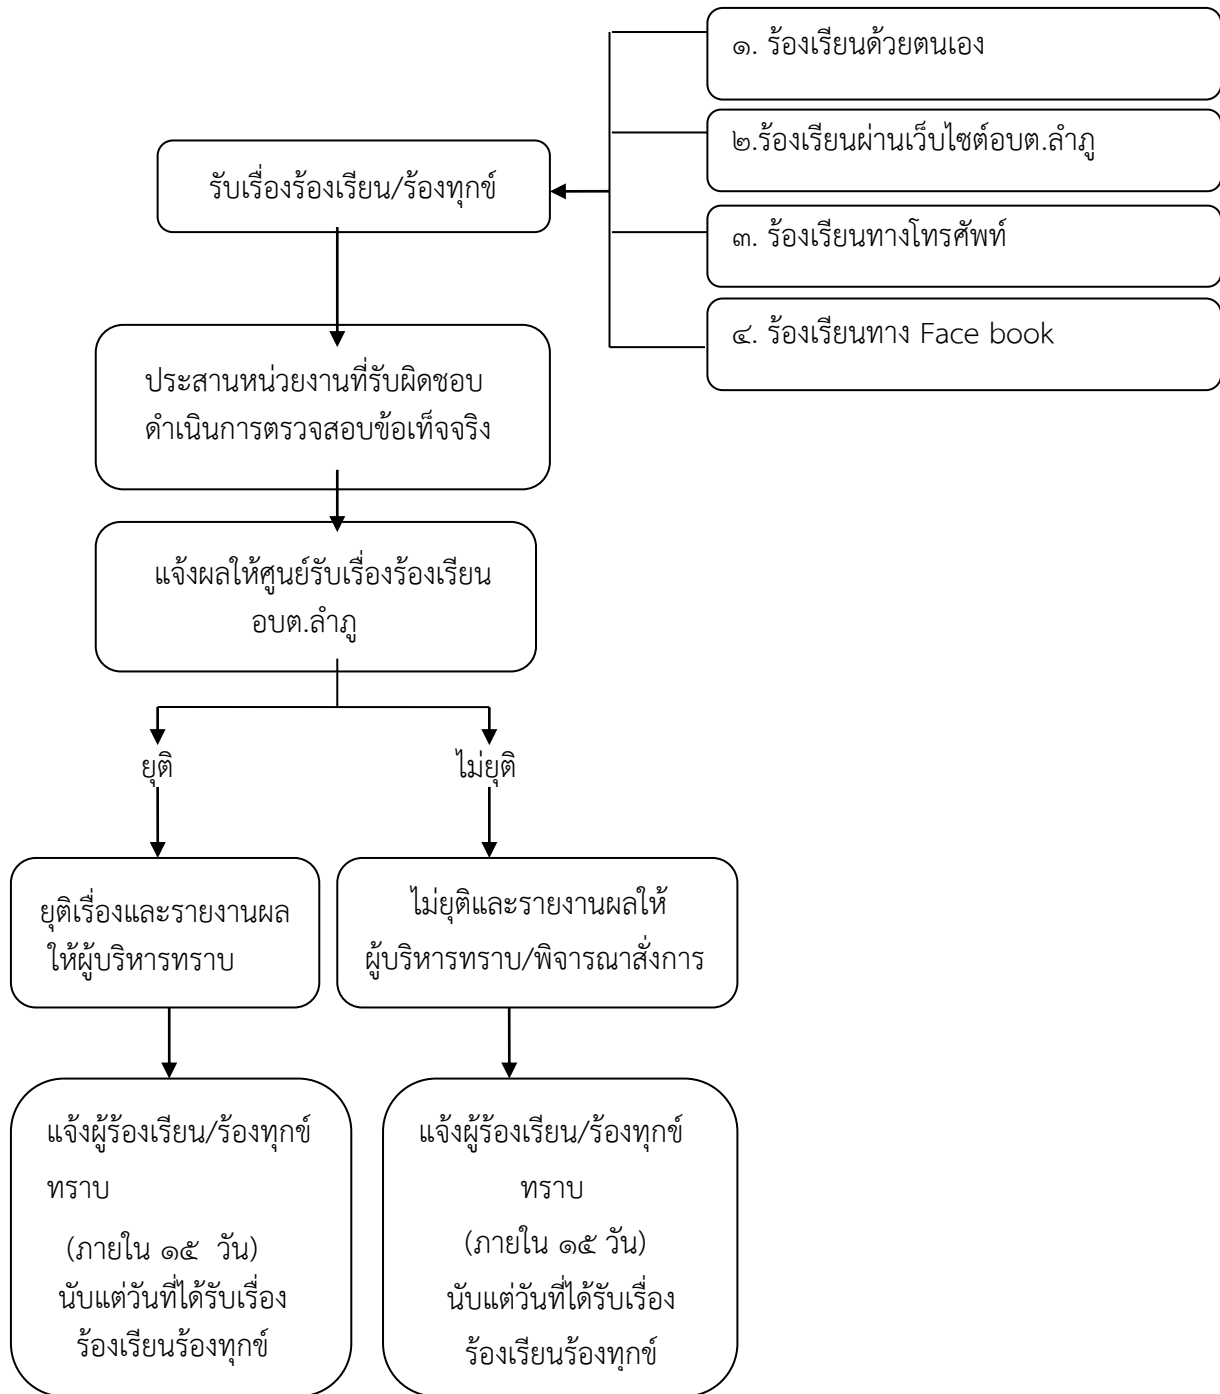 ๑. ร้องเรียนด้วยตนเอง
๒.ร้องเรียนผ่านเว็บไซต์อบต.ลำภู
รับเรื่องร้องเรียน/ร้องทุกข์
๓. ร้องเรียนทางโทรศัพท์
๔. ร้องเรียนทาง Face book
ประสานหน่วยงานที่รับผิดชอบ
ดำเนินการตรวจสอบข้อเท็จจริง
แจ้งผลให้ศูนย์รับเรื่องร้องเรียน
อบต.ลำภู
ยุติ
ไม่ยุติ
ยุติเรื่องและรายงานผล
ให้ผู้บริหารทราบ
ไม่ยุติและรายงานผลให้
ผู้บริหารทราบ/พิจารณาสั่งการ
แจ้งผู้ร้องเรียน/ร้องทุกข์
ทราบ
(ภายใน ๑๕ วัน)
นับแต่วันที่ได้รับเรื่อง
ร้องเรียนร้องทุกข์
แจ้งผู้ร้องเรียน/ร้องทุกข์
ทราบ
(ภายใน ๑๕ วัน)
นับแต่วันที่ได้รับเรื่อง
ร้องเรียนร้องทุกข์